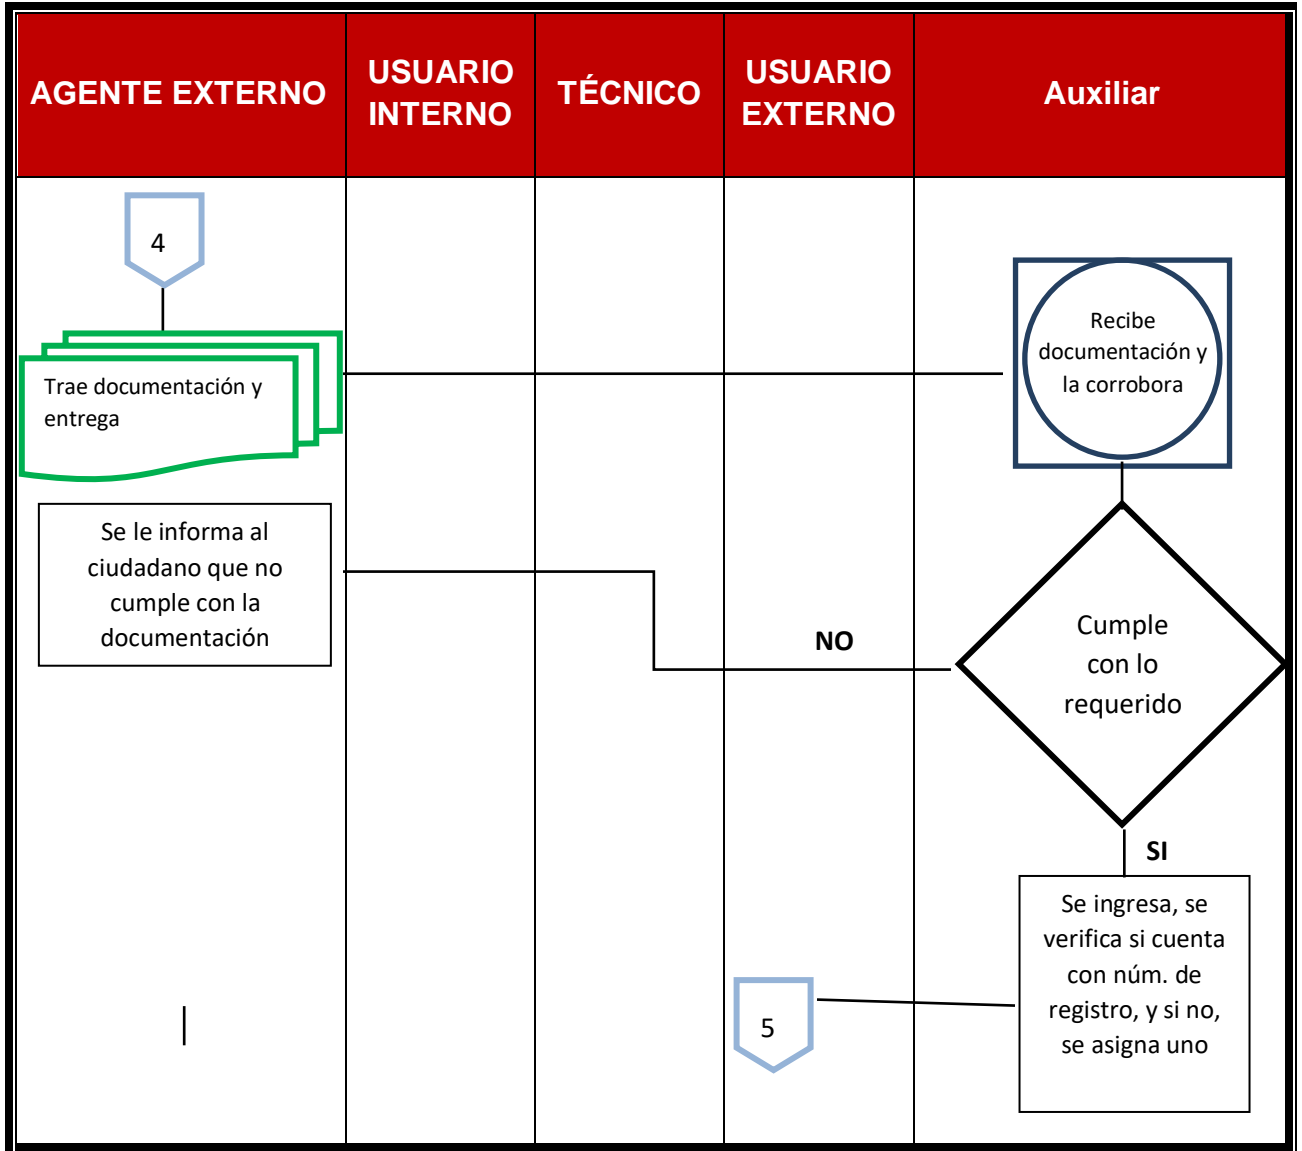 AGENTE EXTERNO
USUARIO
INTERNO
TÉCNICO
USUARIO
EXTERNO
Auxiliar
4
Trae documentación y
entrega
Recibe
documentación y
la corrobora
Se le informa al
ciudadano que no
cumple con la
documentación
NO
Cumple
con lo
requerido
SI
Se ingresa, se
verifica si cuenta
con núm. de
registro, y si no,
se asigna uno
5